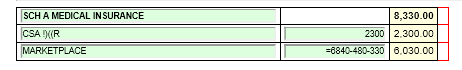 SCH A MEDICAL INSURANCE 8,330.00
CSA !)((R 2300 2,300.00
MARKETPLACE =6840-480-330 6,030.00